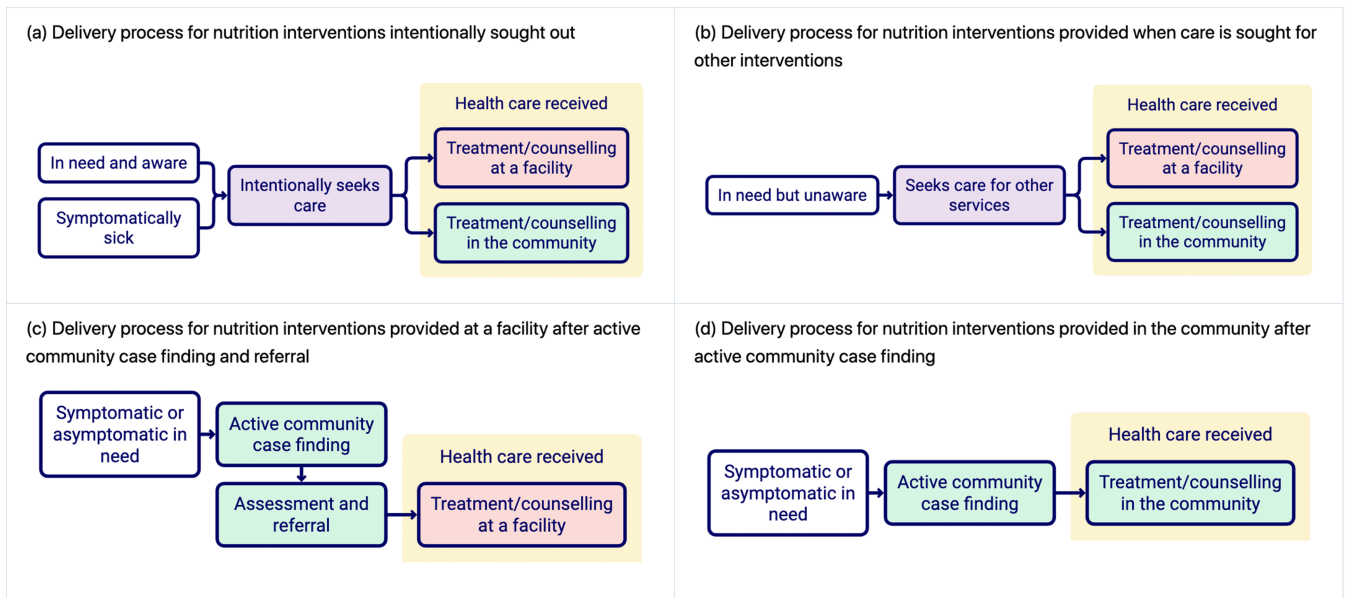 (a) Delivery process for nutrition interventions intentionally sought out
Health care received
In need and aware
Symptomatically
sick
Intentionally seeks
care
Treatment/counselling
at a facility
Treatment/counselling
in the community
(b) Delivery process for nutrition interventions provided when care is sought for
other interventions
Health care received
In need but unaware
Seeks care for other
services
Treatment/counselling
at a facility
Treatment/counselling
in the community
(c) Delivery process for nutrition interventions provided at a facility after active
community case finding and referral
Symptomatic or
asymptomatic in
need
Active community
case finding
Assessment and
referral
Health care received
Treatment/counselling
at a facility
(d) Delivery process for nutrition interventions provided in the community after
active community case finding
Symptomatic or
asymptomatic in
need
Active community
case finding
Health care received
Treatment/counselling
in the community